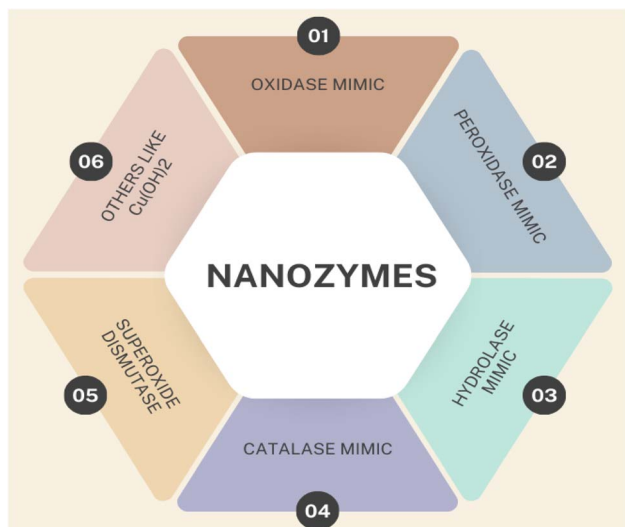 01
OXIDASE MIMIC
02
PEROXIDASE MIMIC
03
HYDROLASE
MIMIC
04
CATALASE MIMIC
05
SUPEROXIDE
DISMUTASE
06
OTHERS LIKE
Cu(OH)2
NANOZYMES